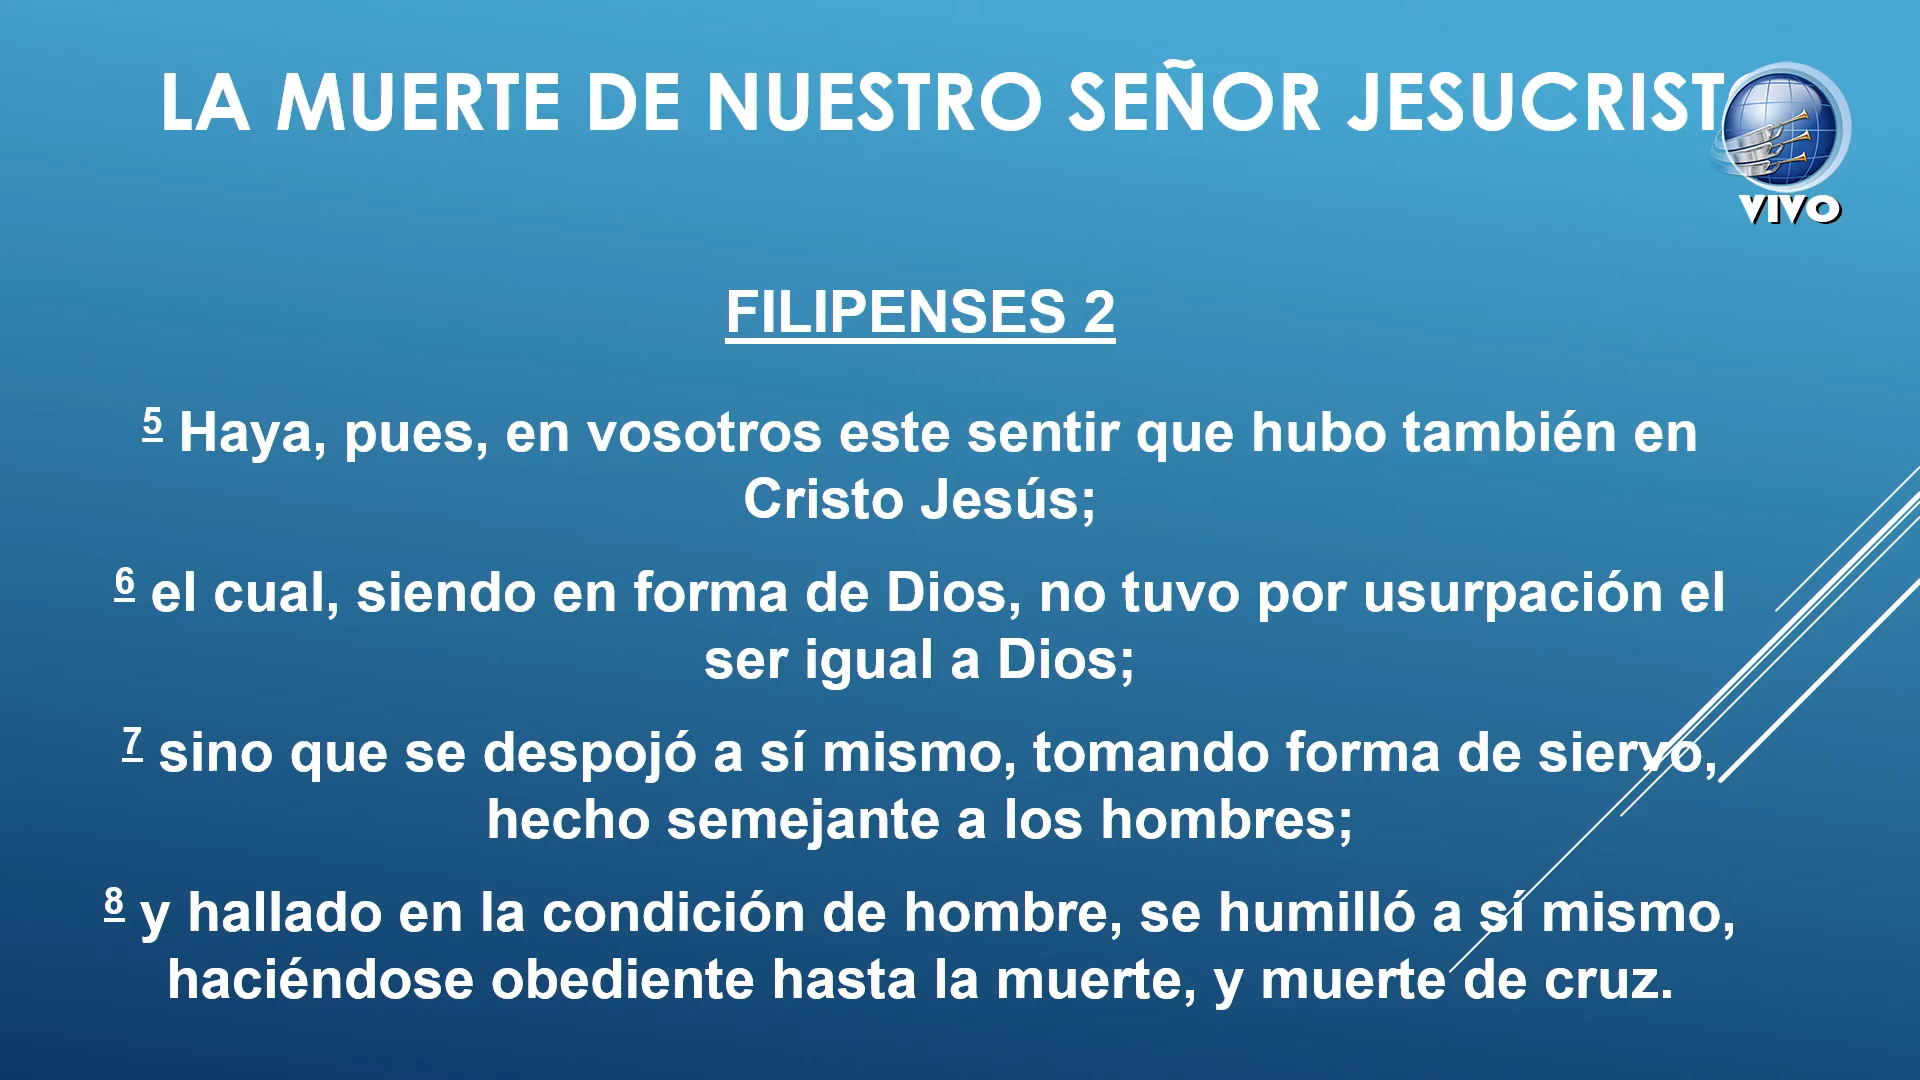 LA MUERTE DE NUESTRO SEÑOR JESUCRISTO
VIVO
FILIPENSES 2
5 Haya, pues, en vosotros este sentir que hubo también en
Cristo Jesús;
6 el cual, siendo en forma de Dios, no tuvo por usurpación el
ser igual a Dios;
7 sino que se despojó a sí mismo, tomando forma de siervo,
hecho semejante a los hombres;
8 y hallado en la condición de hombre, se humilló a sí mismo,
haciéndose obediente hasta la muerte, y muerte de cruz.